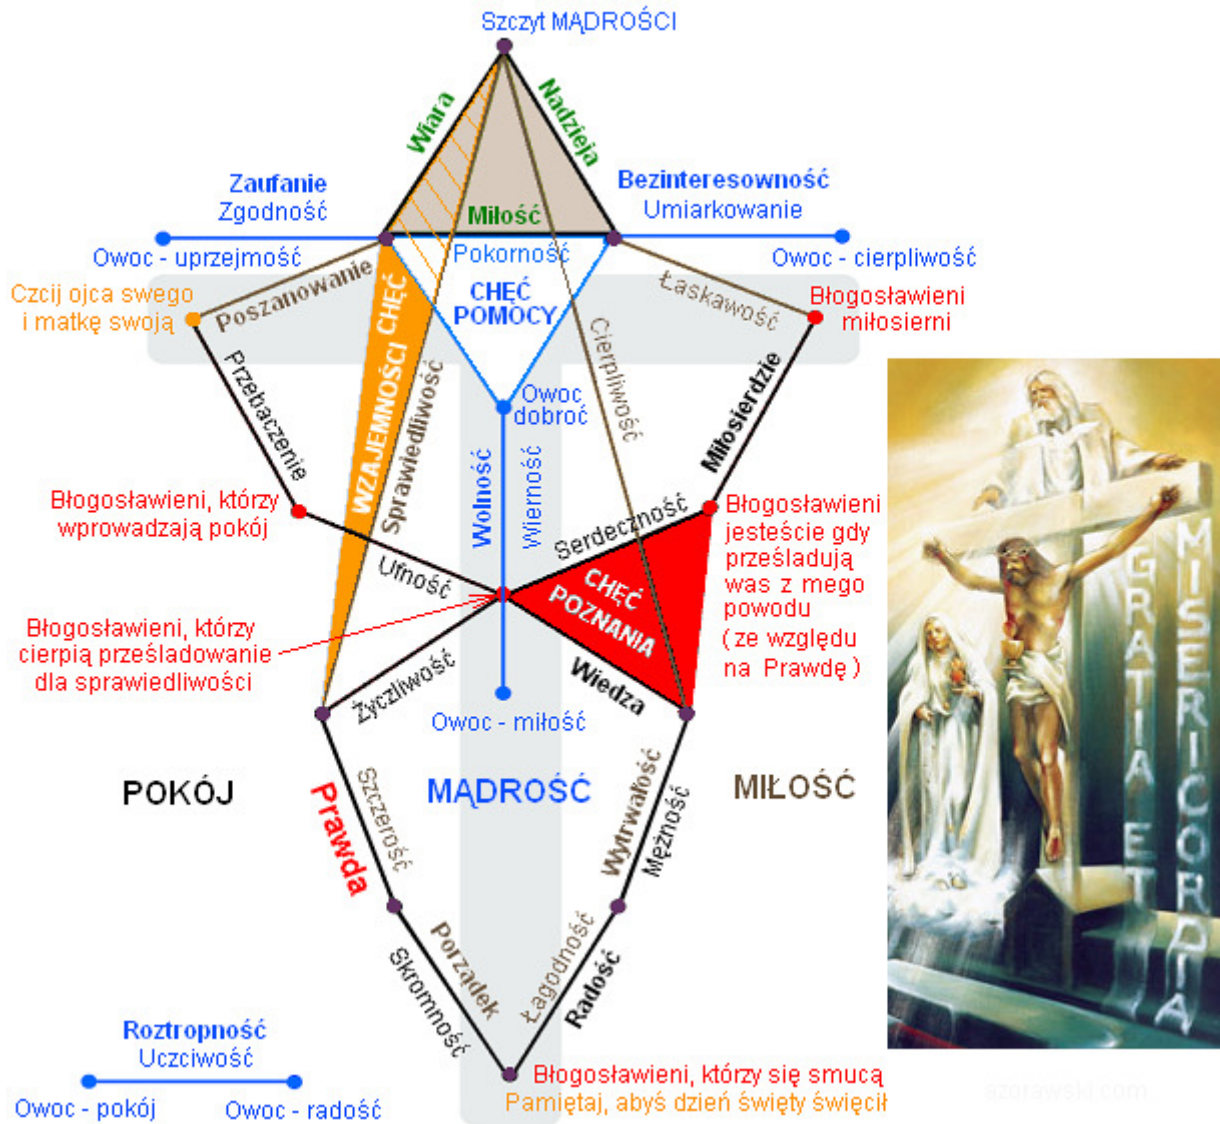 Szczyt MĄDROŚCI
Wiara
Nadzieja
Zaufanie
Zgodność
Miłość
Bezinteresowność
Umiarkowanie
Owoc - uprzejmość
Pokorność
Owoc - cierpliwość
Czcij ojca swego
i matkę swoją
Poszanowanie
CHĘĆ
WZAJEMNOŚCI
CHĘĆ
POMOCY
Łaskawość
Błogosławieni
miłosierni
Przebaczenie
Sprawiedliwość
Cierpliwość
Miłosierdzie
Owoc
dobroć
Wolność
Wierność
Błogosławieni, którzy
wprowadzają pokój
Ufność
Serdeczność
Błogosławieni
jesteście gdy
prześladują
was z mego
powodu
( ze względu
na Prawdę )
CHĘĆ
POZNANIA
Błogosławieni, którzy
cierpią prześladowanie
dla sprawiedliwości
Życzliwość
Wiedza
Owoc - miłość
POKÓJ
MĄDROŚĆ
MIŁOŚĆ
Prawda
Szczerość
Wytrwałość
Mężność
Skromność
Porządek
Łagodność
Radość
Roztropność
Uczciwość
Owoc - pokój
Owoc - radość
Błogosławieni, którzy się smucą
Pamiętaj, abyś dzień święty święcił
GRATIA ET
MISERICORDIA
azorawski.com